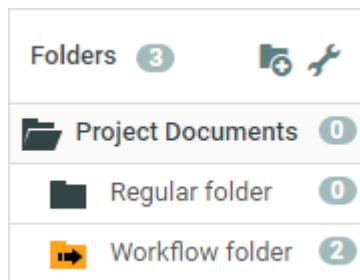 Folders 3
Project Documents 0
Regular folder 0
Workflow folder 2